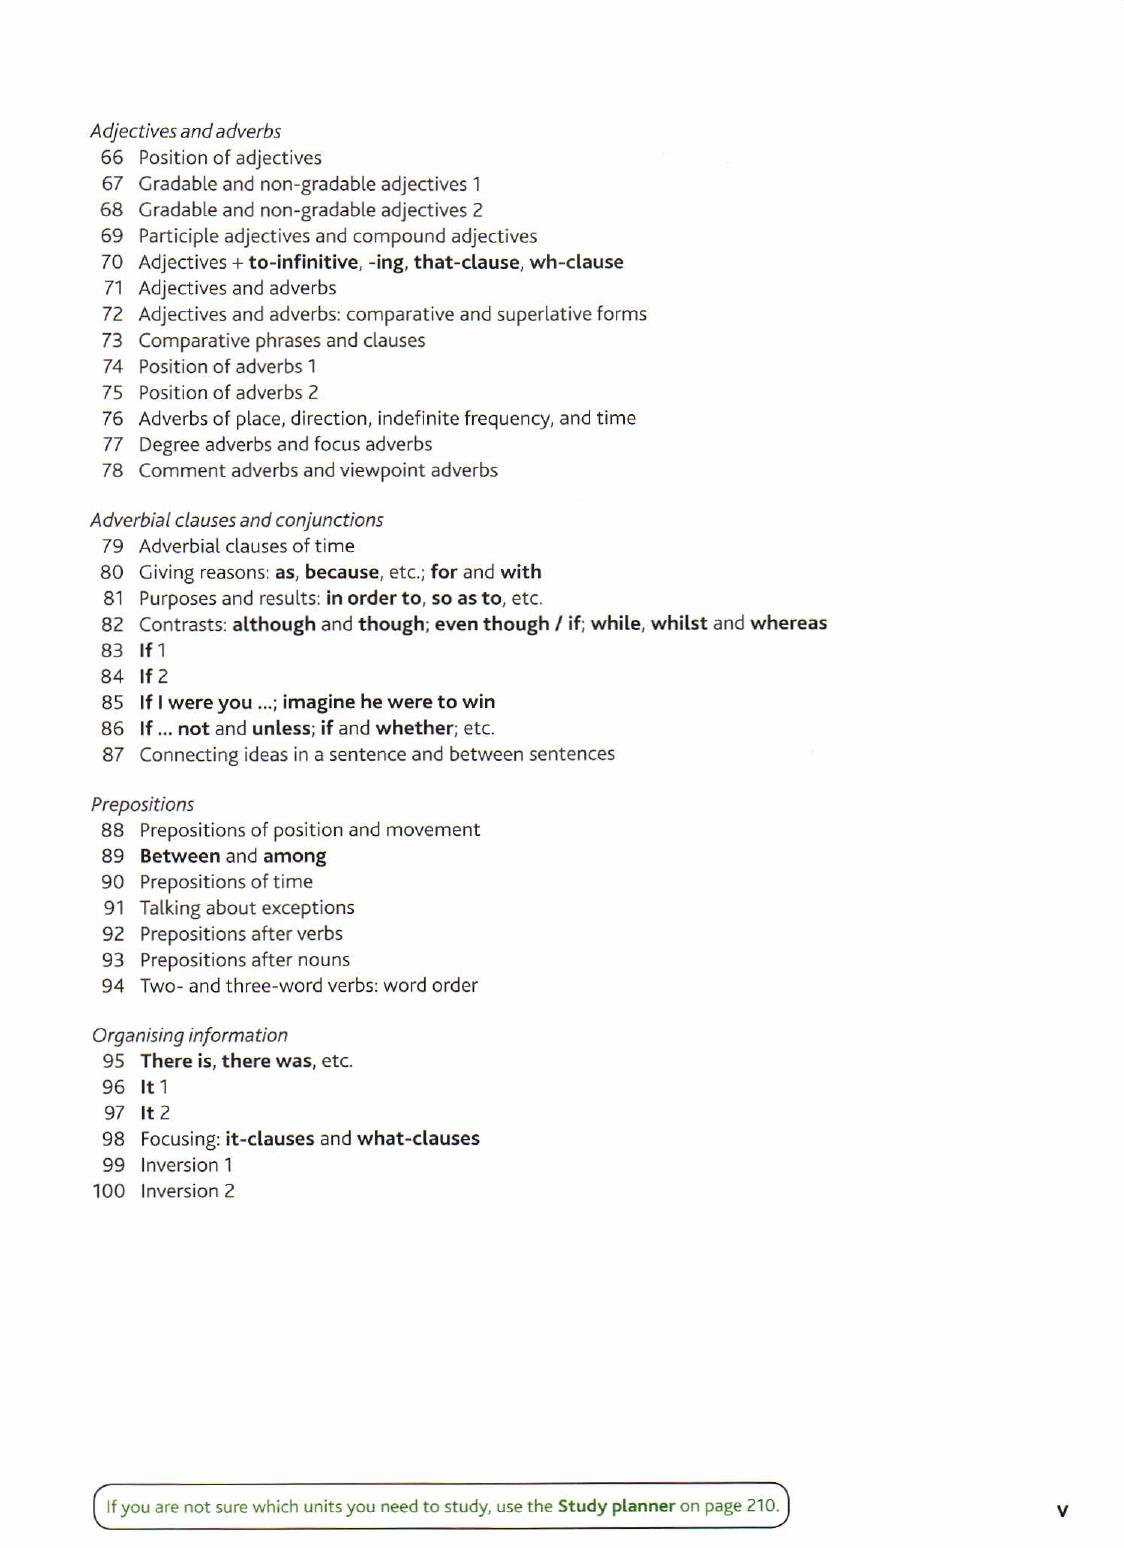 Adjectives and adverbs
66 Position of adjectives
67 Gradable and non-gradable adjectives 1
68 Gradable and non-gradable adjectives 2
69 Participle adjectives and compound adjectives
70 Adjectives + to-infinitive, -ing, that-clause, wh-clause
71 Adjectives and adverbs
72 Adjectives and adverbs: comparative and superlative forms
73 Comparative phrases and clauses
74 Position of adverbs 1
75 Position of adverbs 2
76 Adverbs of place, direction, indefinite frequency, and time
77 Degree adverbs and focus adverbs
78 Comment adverbs and viewpoint adverbs
Adverbial clauses and conjunctions
79 Adverbial clauses of time
80 Giving reasons: as, because, etc.; for and with
81 Purposes and results: in order to, so as to, etc.
82 Contrasts: although and though; even though / if; while, whilst and whereas
83 If 1
84 If 2
85 If I were you ...; imagine he were to win
86 If ... not and unless; if and whether; etc.
87 Connecting ideas in a sentence and between sentences
Prepositions
88 Prepositions of position and movement
89 Between and among
90 Prepositions of time
91 Talking about exceptions
92 Prepositions after verbs
93 Prepositions after nouns
94 Two- and three-word verbs: word order
Organising information
95 There is, there was, etc.
96 It 1
97 It 2
98 Focusing: it-clauses and what-clauses
99 Inversion 1
100 Inversion 2
If you are not sure which units you need to study, use the Study planner on page 210.
v